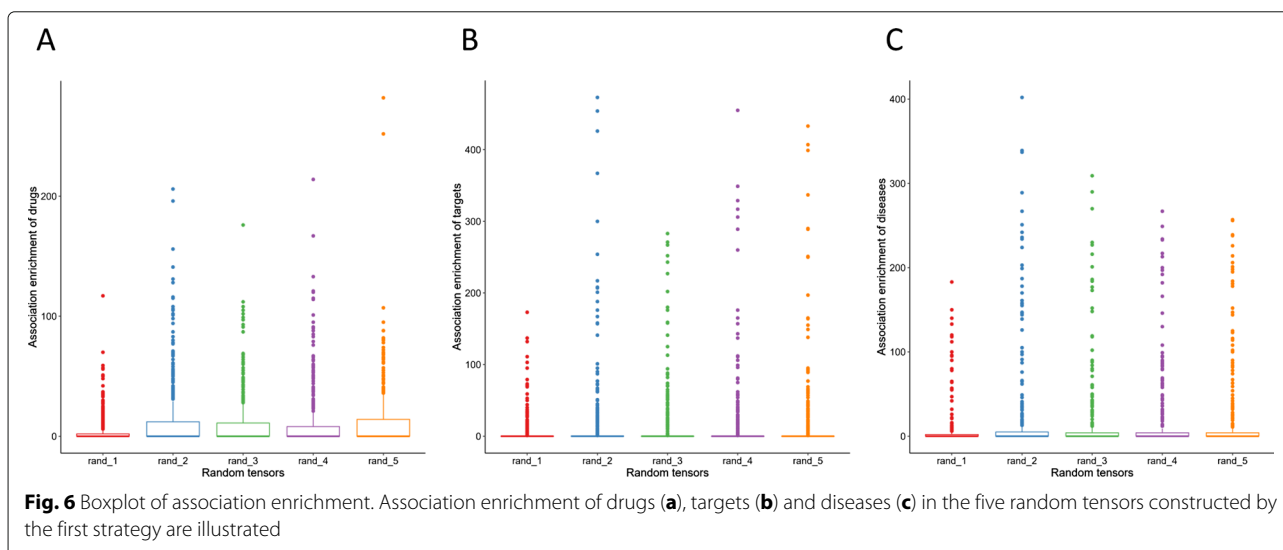 A
B
C
Association enrichment of drugs
200
100
0
rand_1 rand_2 rand_3 rand_4 rand_5
Random tensors
Association enrichment of targets
400
300
200
100
0
rand_1 rand_2 rand_3 rand_4 rand_5
Random tensors
Association enrichment of diseases
400
300
200
100
0
rand_1 rand_2 rand_3 rand_4 rand_5
Random tensors
Fig. 6 Boxplot of association enrichment. Association enrichment of drugs (a), targets (b) and diseases (c) in the five random tensors constructed by
the first strategy are illustrated